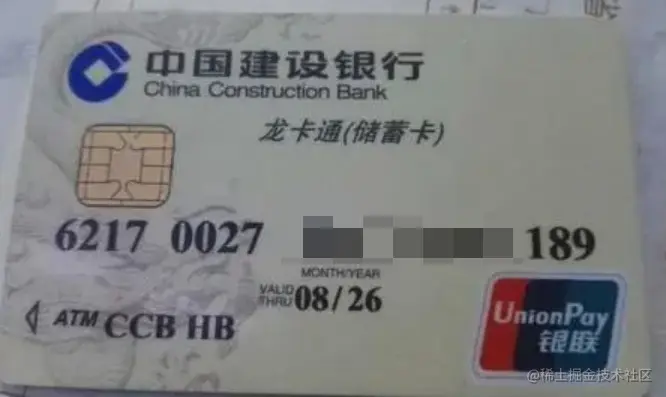 中国建设银行
China Construction Bank
龙卡通(储蓄卡)
6217 0027 189
MONTH/YEAR
VALID THRU 08/26
ATM CCB HB
UnionPay
银联
@稀土掘金技术社区